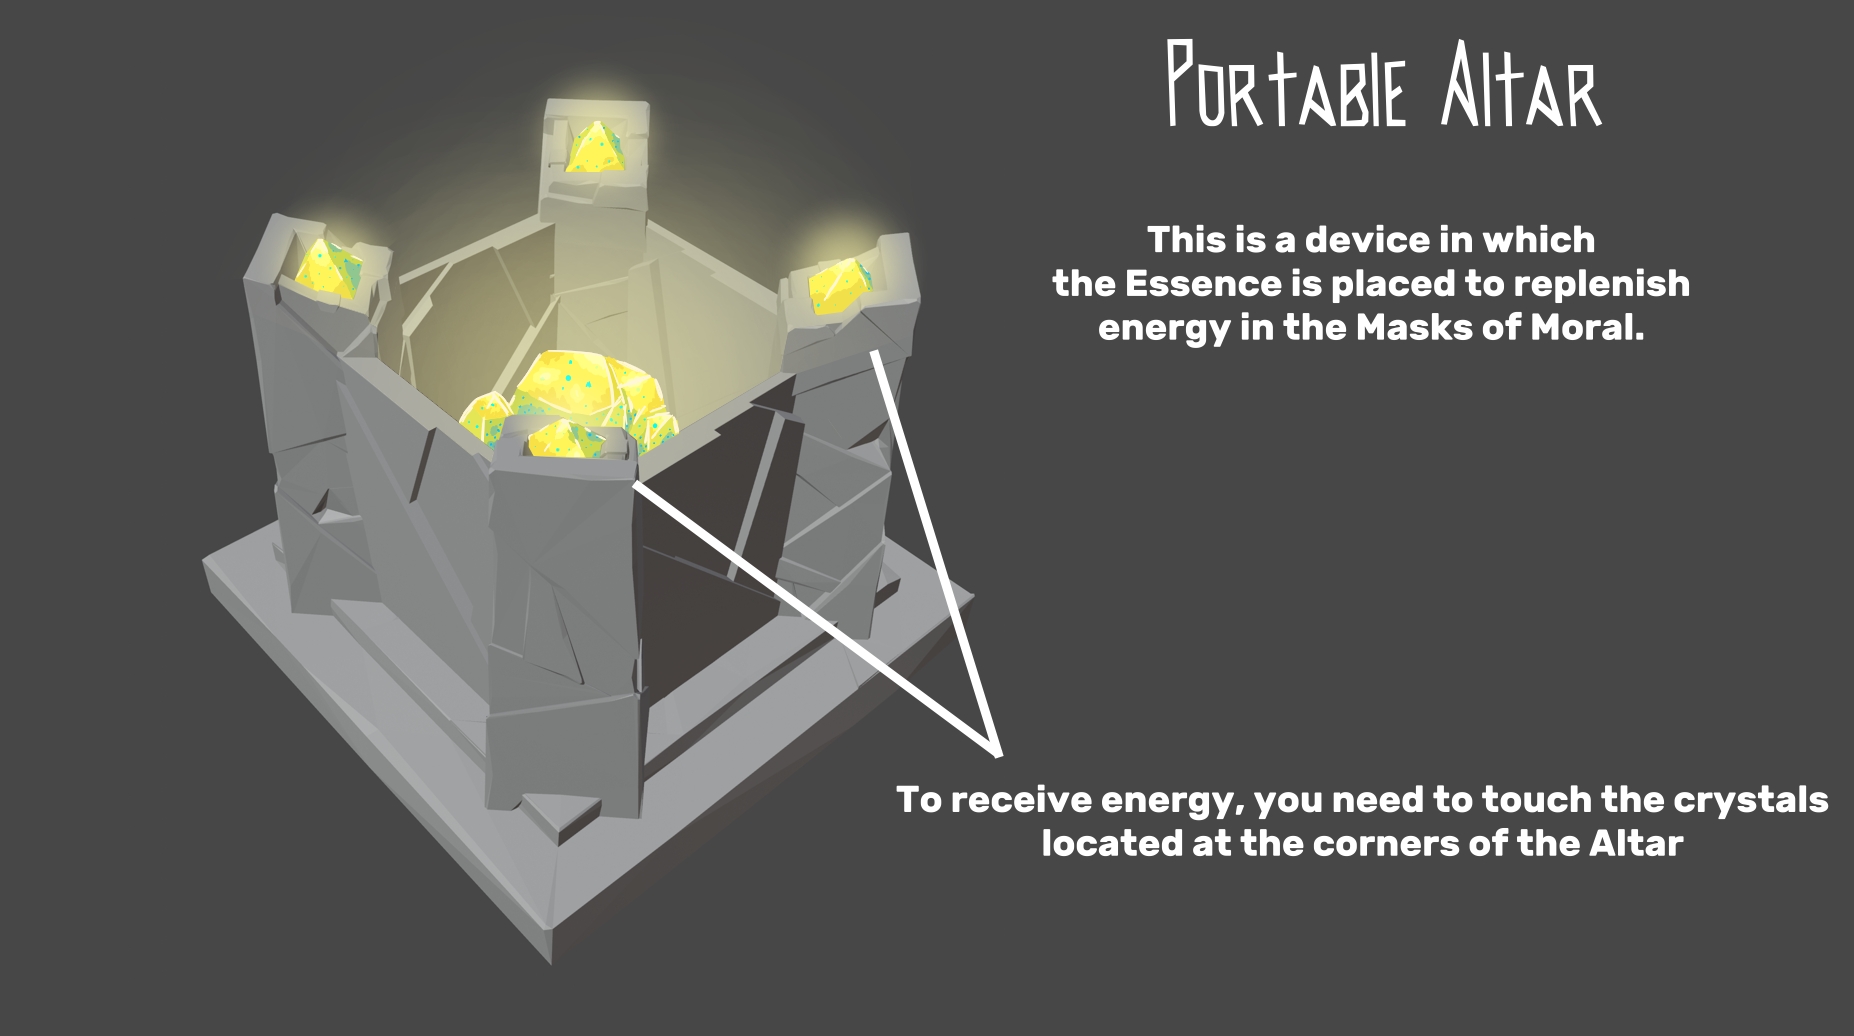 Portable Altar
This is a device in which
the Essence is placed to replenish
energy in the Masks of Moral.
To receive energy, you need to touch the crystals
located at the corners of the Altar